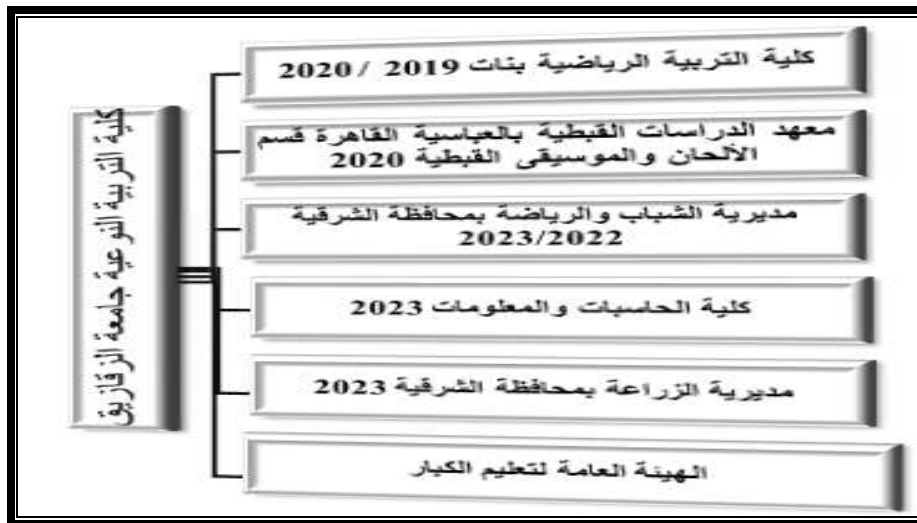 كلية التربية النوعية جامعة الزقازيق
كلية التربية الرياضية بنات 2019 / 2020
معهد الدراسات القبطية بالعباسية القاهرة قسم
الألحان والموسيقى القبطية 2020
مديرية الشباب والرياضة بمحافظة الشرقية
2023/2022
كلية الحاسبات والمعلومات 2023
مديرية الزراعة بمحافظة الشرقية 2023
الهيئة العامة لتعليم الكبار